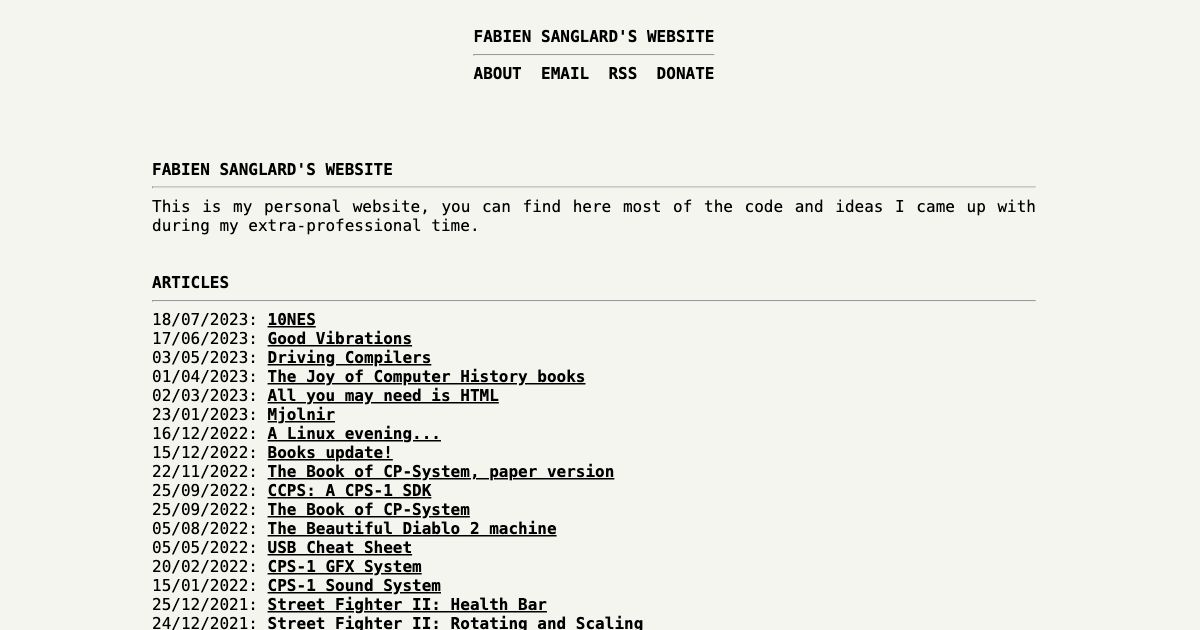 FABIEN SANGLARD'S WEBSITE
ABOUT EMAIL RSS DONATE
FABIEN SANGLARD'S WEBSITE
This is my personal website, you can find here most of the code and ideas I came up with
during my extra-professional time.
ARTICLES
18/07/2023: 10NES
17/06/2023: Good Vibrations
03/05/2023: Driving Compilers
01/04/2023: The Joy of Computer History books
02/03/2023: All you may need is HTML
23/01/2023: Mjolnir
16/12/2022: A Linux evening...
15/12/2022: Books update!
22/11/2022: The Book of CP-System, paper version
25/09/2022: CCPS: A CPS-1 SDK
25/09/2022: The Book of CP-System
05/08/2022: The Beautiful Diablo 2 machine
05/05/2022: USB Cheat Sheet
20/02/2022: CPS-1 GFX System
15/01/2022: CPS-1 Sound System
25/12/2021: Street Fighter II: Health Bar
24/12/2021: Street Fighter II: Rotating and Scaling